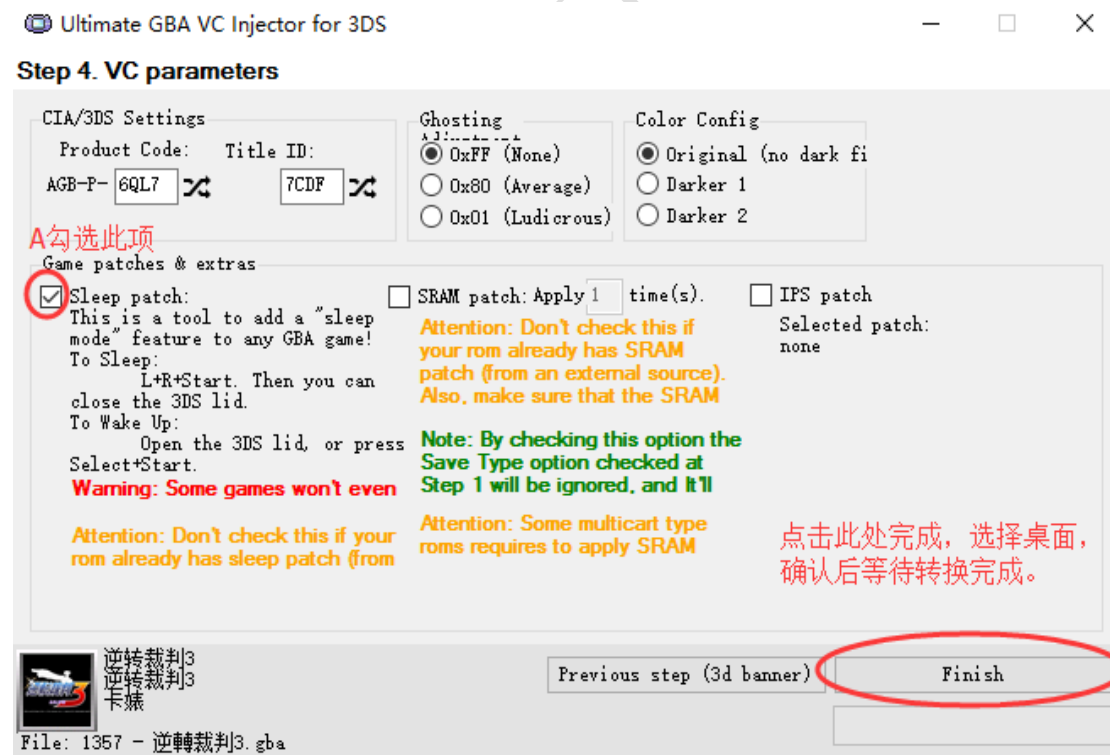 Ultimate GBA VC Injector for 3DS
Step 4. VC parameters
CIA/3DS Settings
Product Code: Title ID:
AGB-P- 6QL7 7CDF
Ghosting
0xFF (None)
0x80 (Average)
0x01 (Ludicrous)
Color Config
Original (no dark fi
Darker 1
Darker 2
A勾选此项
Game patches & extras
Sleep patch:
This is a tool to add a "sleep
mode" feature to any GBA game!
To Sleep:
L+R+Start. Then you can
close the 3DS lid.
To Wake Up:
Open the 3DS lid, or press
Select+Start.
Warning: Some games won't even
Attention: Don't check this if your
rom already has sleep patch (from
SRAM patch: Apply 1 time(s).
Attention: Don't check this if
your rom already has SRAM
patch (from an external source).
Also, make sure that the SRAM
Note: By checking this option the
Save Type option checked at
Step 1 will be ignored, and It'll
Attention: Some multicart type
roms requires to apply SRAM
IPS patch
Selected patch:
none
点击此处完成，选择桌面，
确认后等待转换完成。
逆转裁判3
逆转裁判3
卡婊
File: 1357 - 逆轉裁判3.gba
Previous step (3d banner)
Finish